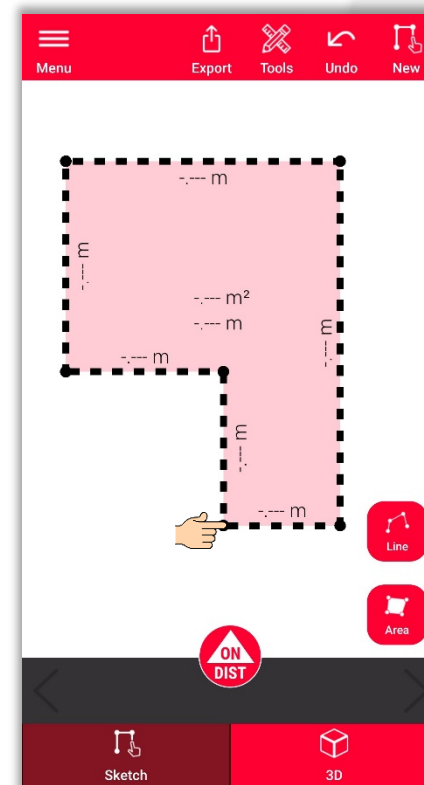 Menu
Export
Tools
Undo
New
-.--- m
-.--- m
-.--- m²
-.--- m
-.--- m
-.--- m
-.--- m
-.--- m
Line
Area
ON
DIST
Sketch
3D